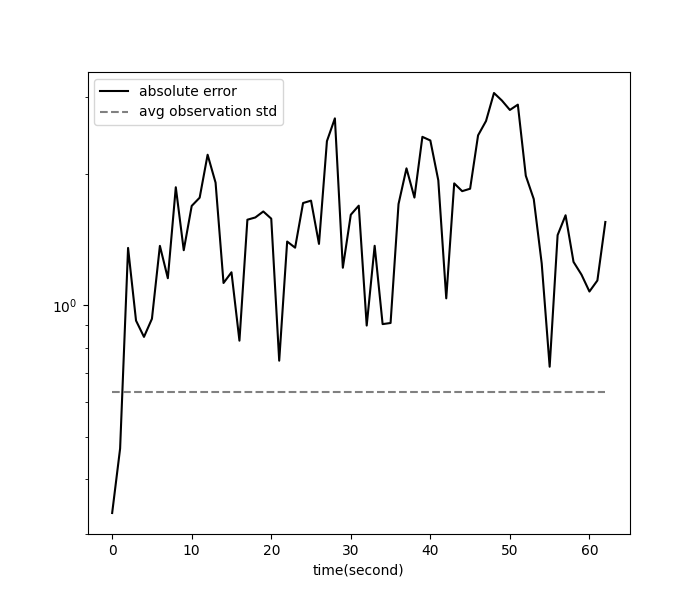 absolute error
avg observation std
10⁰
0 10 20 30 40 50 60
time(second)